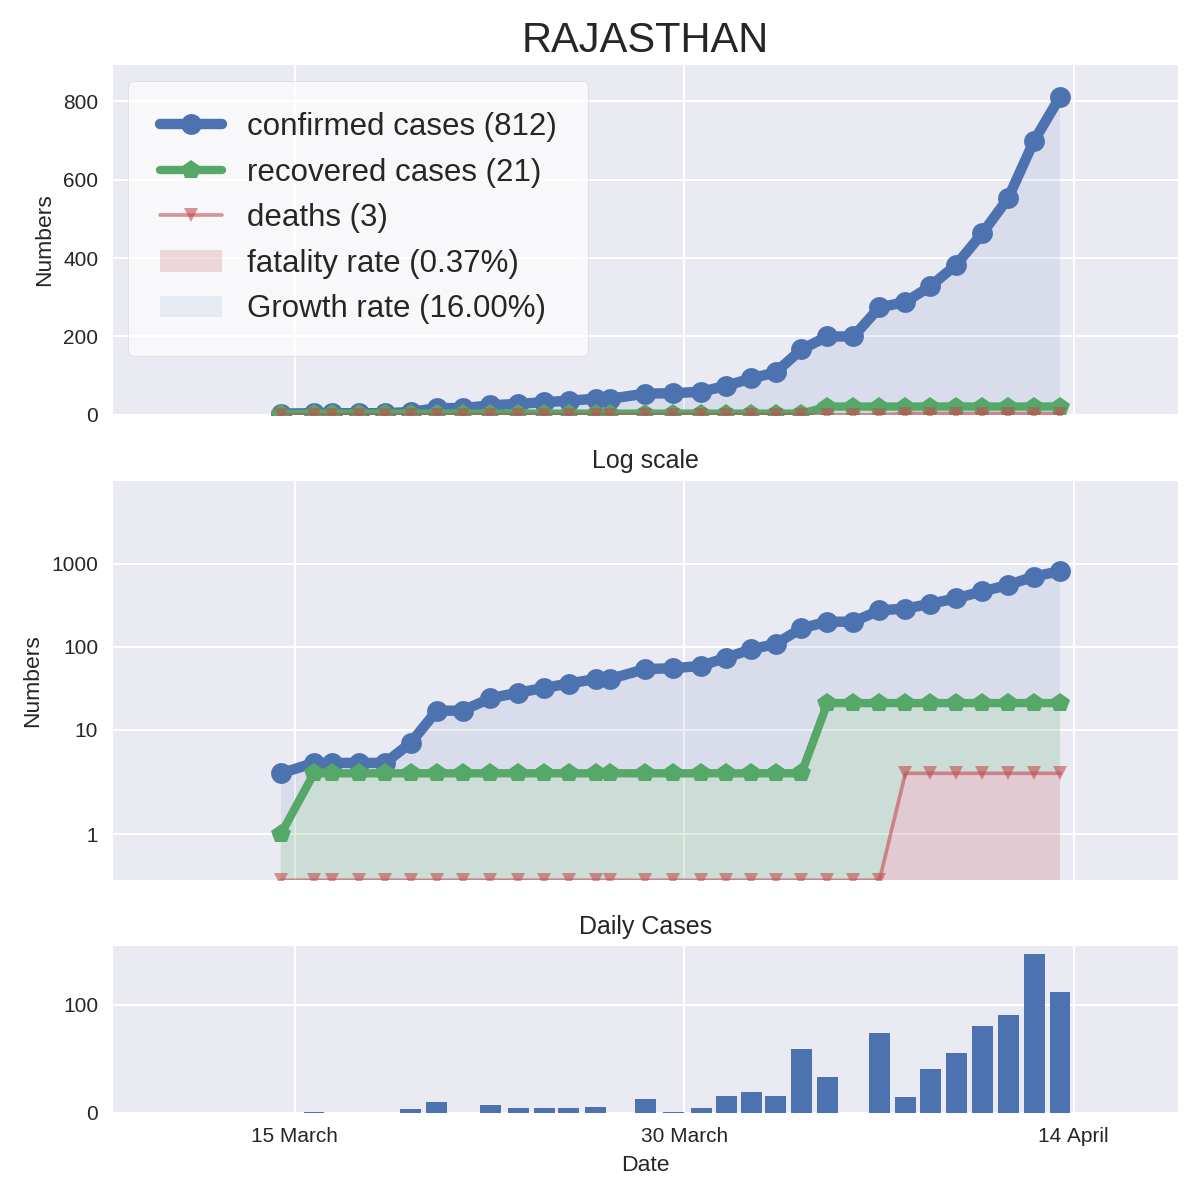 RAJASTHAN
Numbers
800
600
400
200
0
confirmed cases (812)
recovered cases (21)
deaths (3)
fatality rate (0.37%)
Growth rate (16.00%)
Log scale
Numbers
1000
100
10
1
Daily Cases
100
0
15 March
30 March
14 April
Date